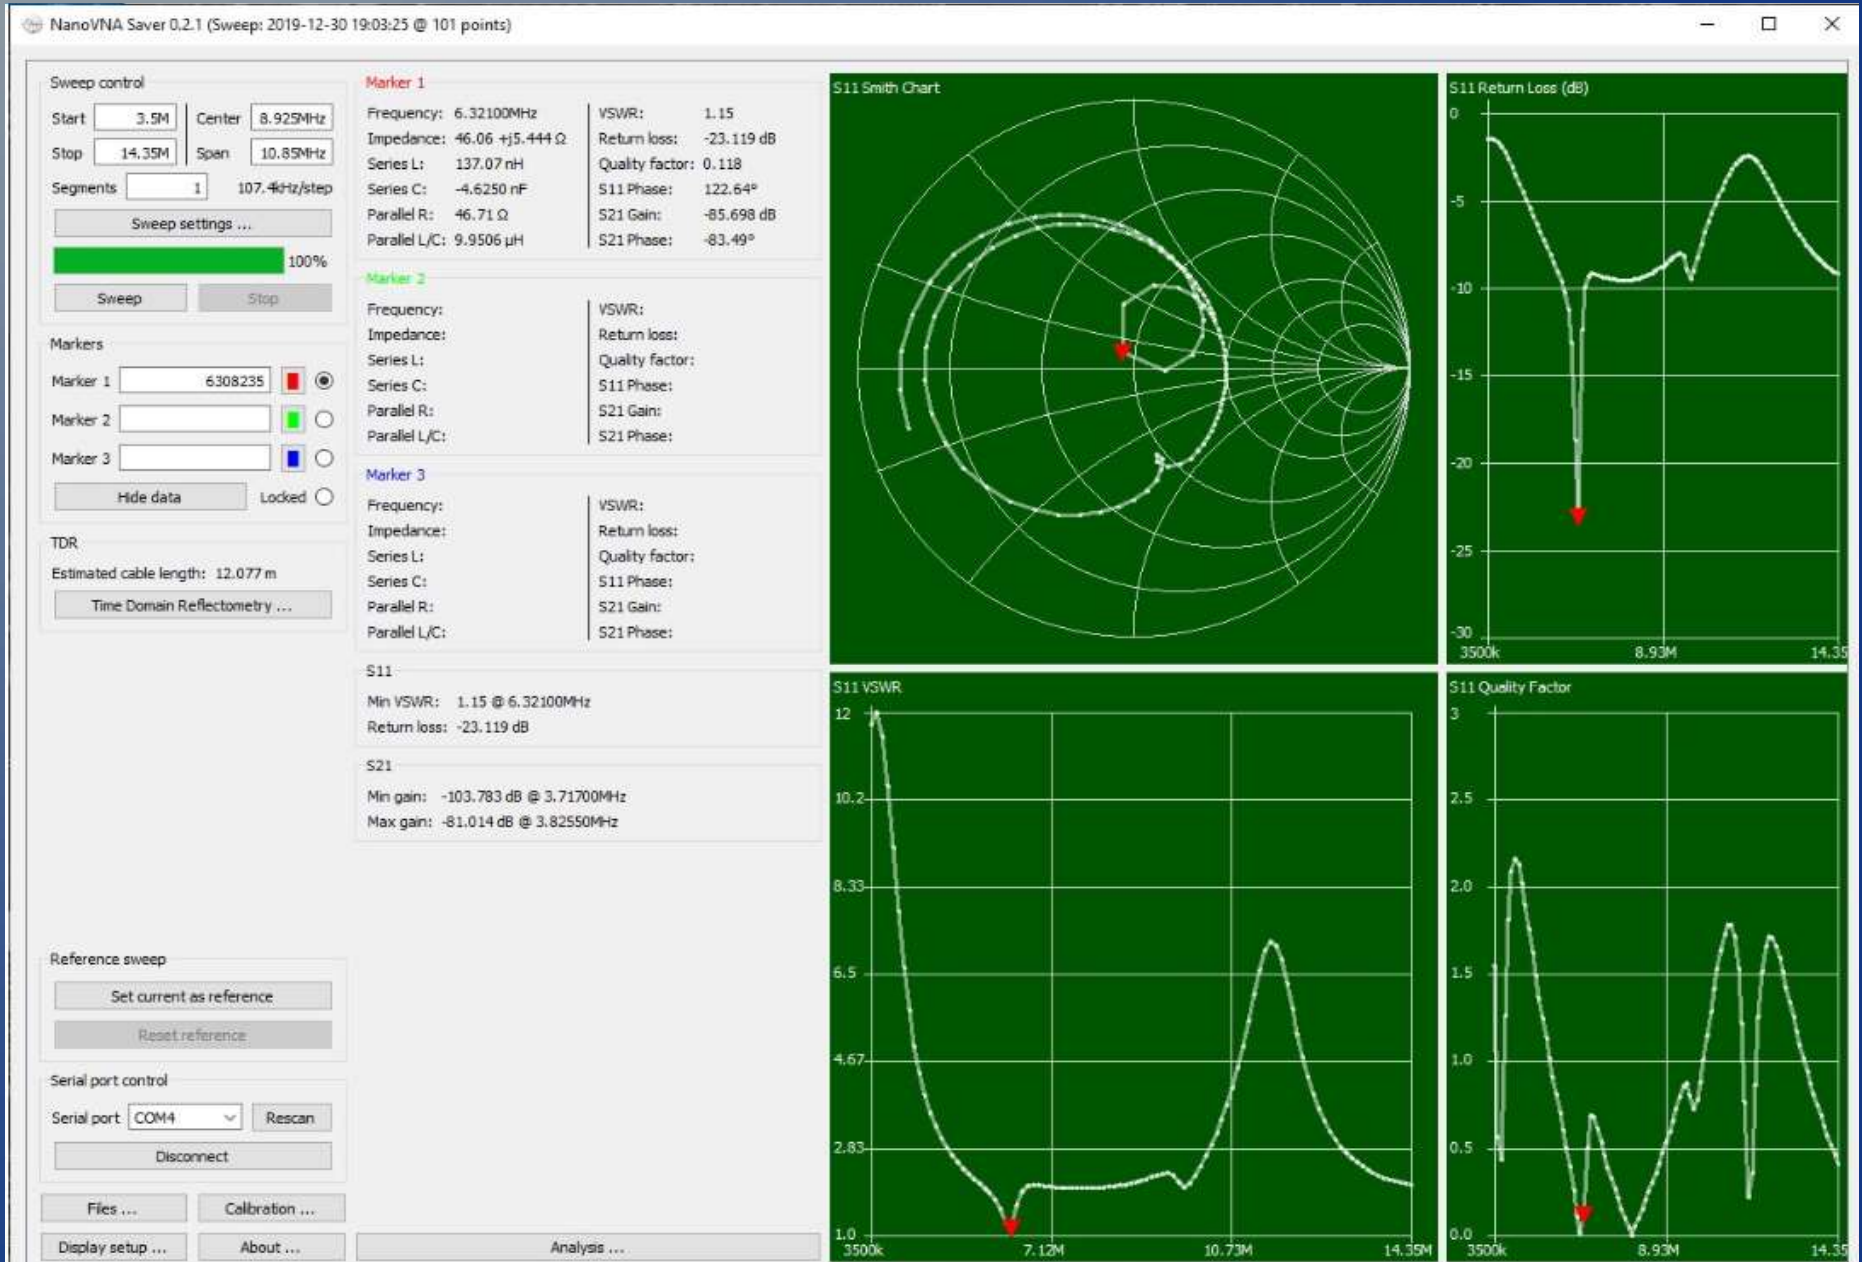 NanoVNA Saver 0.2.1 (Sweep: 2019-12-30 19:03:25 @ 101 points)
Sweep control
Start 3.5M Center 8.925MHz
Stop 14.35M Span 10.85MHz
Segments 1 107.4kHz/step
Sweep settings ...
100%
Sweep Stop
Markers
Marker 1 6308235
Marker 2
Marker 3
Hide data Locked
TDR
Estimated cable length: 12.077 m
Time Domain Reflectometry ...
Reference sweep
Set current as reference
Reset reference
Serial port control
Serial port COM4 Rescan
Disconnect
Files ... Calibration ...
Display setup ... About ...
Marker 1
Frequency: 6.32100MHz VSWR: 1.15
Impedance: 46.06 +j5.444 Ω Return loss: -23.119 dB
Series L: 137.07 nH Quality factor: 0.118
Series C: -4.6250 nF S11 Phase: 122.64°
Parallel R: 46.71 Ω S21 Gain: -85.698 dB
Parallel L/C: 9.9506 µH S21 Phase: -83.49°
Marker 2
Frequency: VSWR:
Impedance: Return loss:
Series L: Quality factor:
Series C: S11 Phase:
Parallel R: S21 Gain:
Parallel L/C: S21 Phase:
Marker 3
Frequency: VSWR:
Impedance: Return loss:
Series L: Quality factor:
Series C: S11 Phase:
Parallel R: S21 Gain:
Parallel L/C: S21 Phase:
S11
Min VSWR: 1.15 @ 6.32100MHz
Return loss: -23.119 dB
S21
Min gain: -103.783 dB @ 3.71700MHz
Max gain: -81.014 dB @ 3.82550MHz
Analysis ...
S11 Smith Chart
S11 Return Loss (dB)
0
-5
-10
-15
-20
-25
-30
3500k 8.93M 14.35
S11 VSWR
12
10.2
8.33
6.5
4.67
2.83
1.0
3500k 7.12M 10.73M 14.35M
S11 Quality Factor
3
2.5
2.0
1.5
1.0
0.5
0.0
3500k 8.93M 14.35